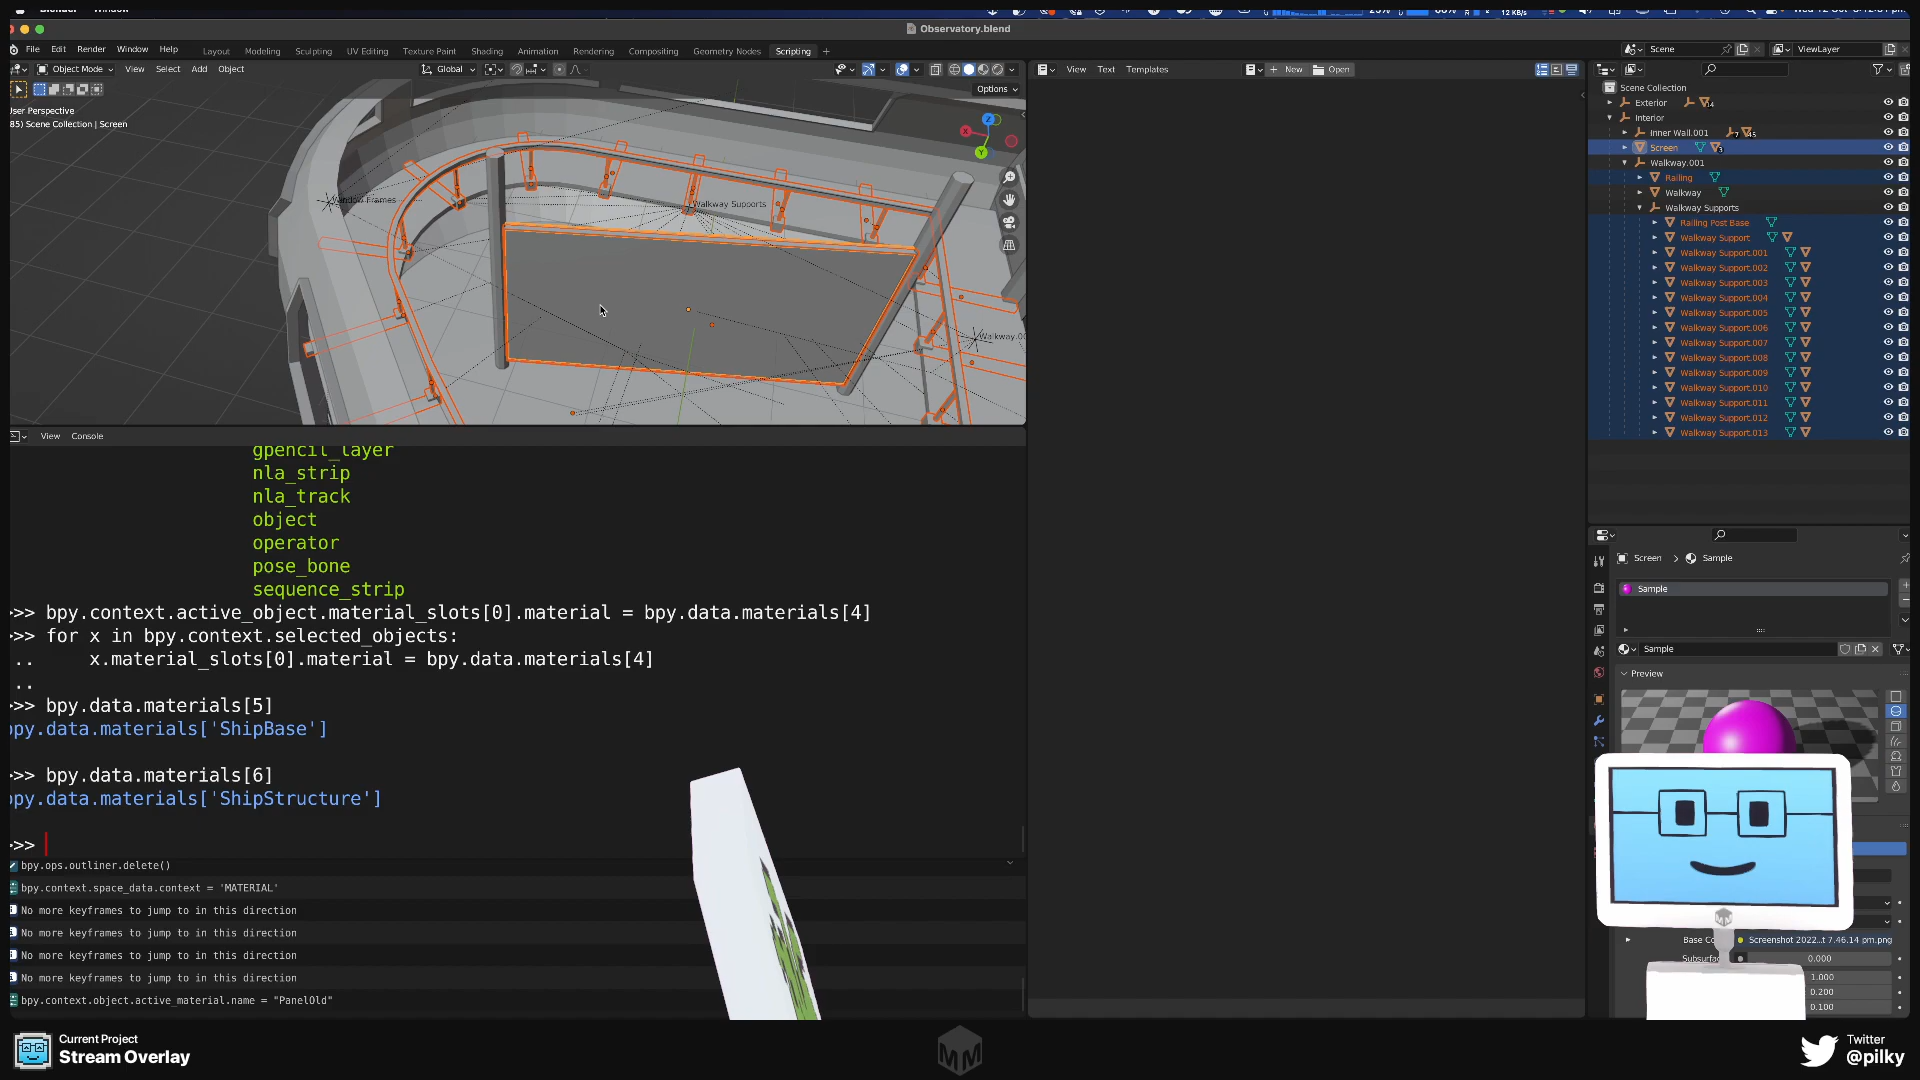 Blender
Window
Observatory.blend
File
Edit
Render
Window
Help
Layout
Modeling
Sculpting
UV Editing
Texture Paint
Shading
Animation
Rendering
Compositing
Geometry Nodes
Scripting
+
Scene
ViewLayer
Object Mode
View
Select
Add
Object
Global
Options
View
Text
Templates
New
Open
User Perspective
85) Scene Collection | Screen
Window Frames
Walkway Supports
Z
X
Y
Scene Collection
Exterior
Interior
Inner Wall.001
Screen
Walkway.001
Railing
Walkway
Walkway Supports
Railing Post Base
Walkway Support
Walkway Support.001
Walkway Support.002
Walkway Support.003
Walkway Support.004
Walkway Support.005
Walkway Support.006
Walkway Support.007
Walkway Support.008
Walkway Support.009
Walkway Support.010
Walkway Support.011
Walkway Support.012
Walkway Support.013
View
Console
gpencil_layer
nla_strip
nla_track
object
operator
pose_bone
sequence_strip
>>> bpy.context.active_object.material_slots[0].material = bpy.data.materials[4]
>>> for x in bpy.context.selected_objects:
..     x.material_slots[0].material = bpy.data.materials[4]
..
>>> bpy.data.materials[5]
bpy.data.materials['ShipBase']
>>> bpy.data.materials[6]
bpy.data.materials['ShipStructure']
>>>
bpy.ops.outliner.delete()
bpy.context.space_data.context = 'MATERIAL'
No more keyframes to jump to in this direction
No more keyframes to jump to in this direction
No more keyframes to jump to in this direction
No more keyframes to jump to in this direction
bpy.context.object.active_material.name = "PanelOld"
Screen > Sample
Sample
Sample
Preview
Screenshot 2022...t 7.46.14 pm.png
0.000
1.000
0.200
0.100
Current Project
Stream Overlay
Twitter
@pilky